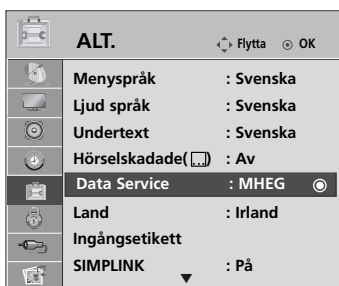 ALT. Flytta OK
Menyspråk : Svenska
Ljud språk : Svenska
Undertext : Svenska
Hörselskadade( ) : Av
Data Service : MHEG
Land : Irland
Ingångsetikett
SIMPLINK : På